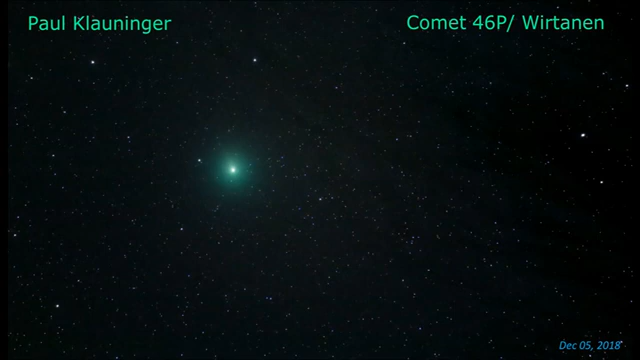 Paul Klauninger
Comet 46P/ Wirtanen
Dec 05, 2018